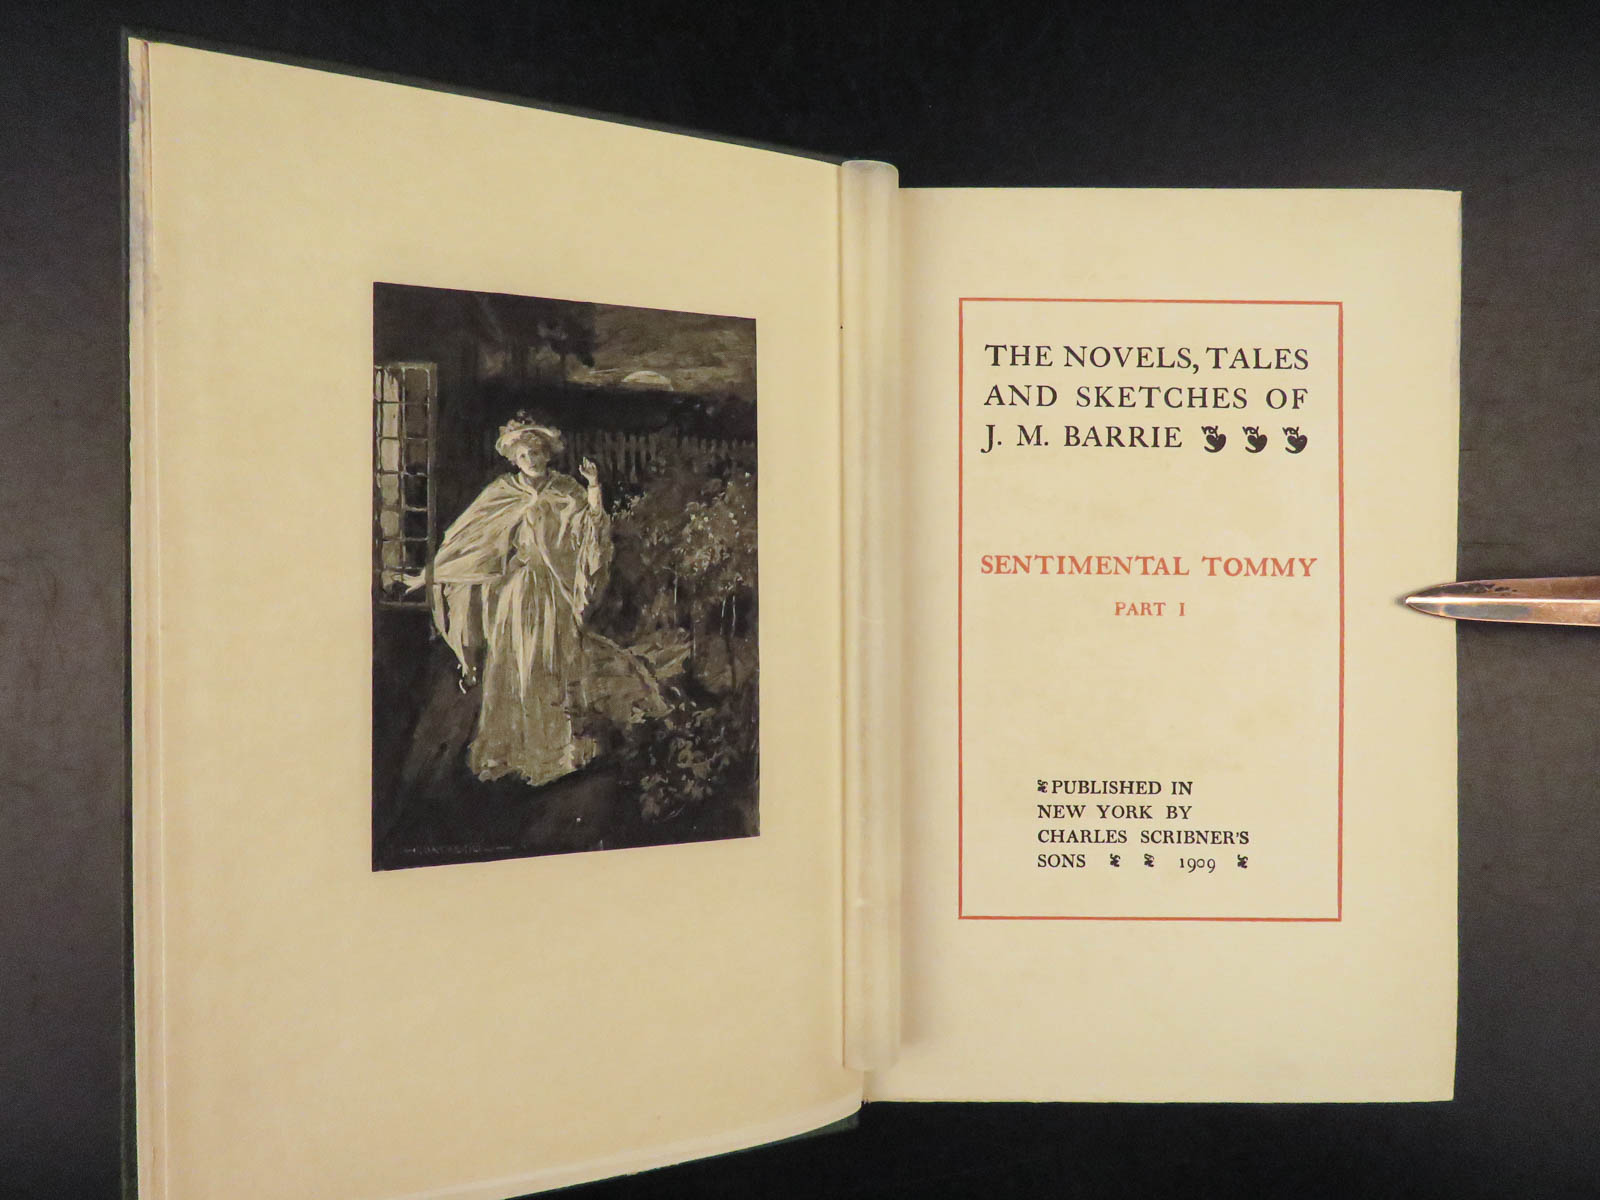 THE NOVELS, TALES
AND SKETCHES OF
J. M. BARRIE
SENTIMENTAL TOMMY
PART I
PUBLISHED IN
NEW YORK BY
CHARLES SCRIBNER'S
SONS 1909